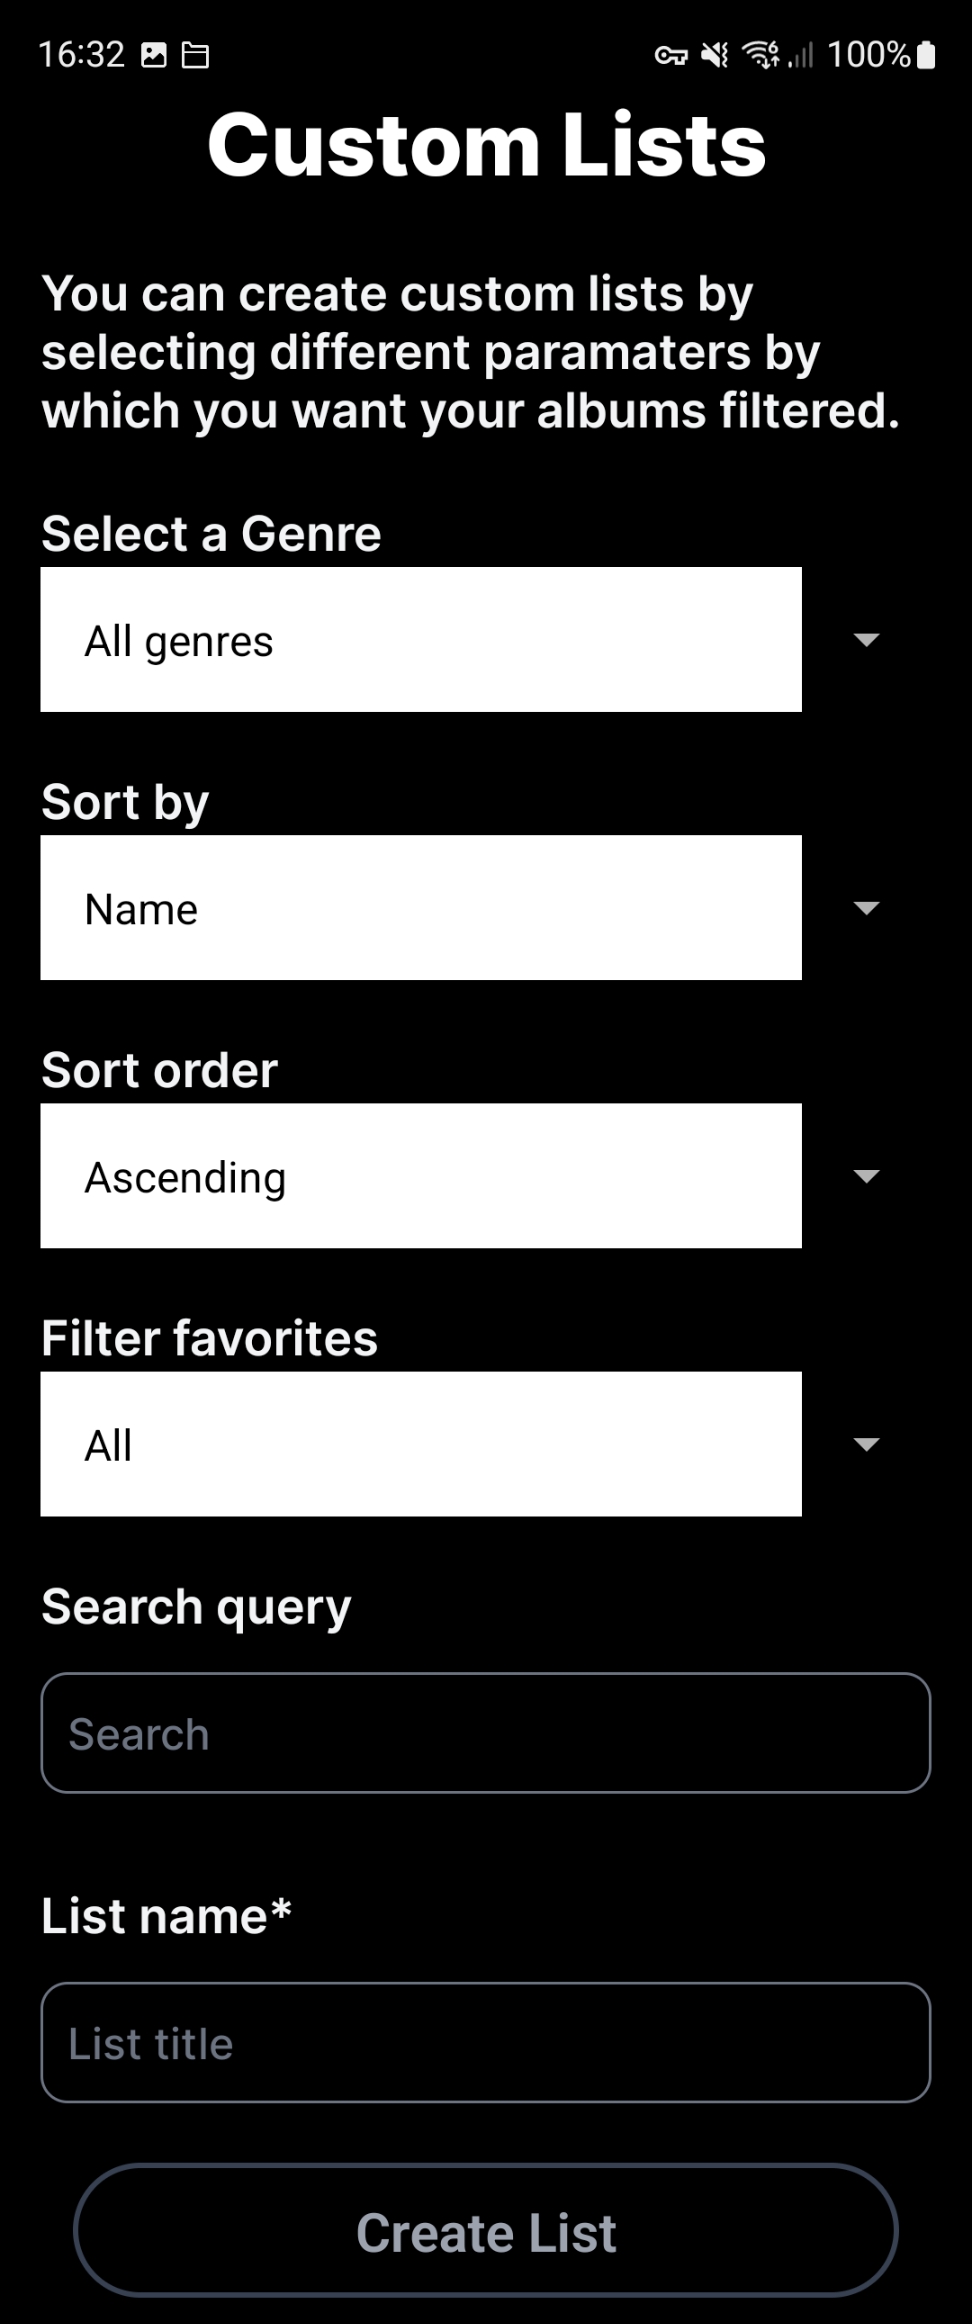 16:32
100%
Custom Lists
You can create custom lists by
selecting different paramaters by
which you want your albums filtered.
Select a Genre
All genres
Sort by
Name
Sort order
Ascending
Filter favorites
All
Search query
Search
List name*
List title
Create List